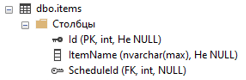 dbo.items
Столбцы
Id (PK, int, Не NULL)
ItemName (nvarchar(max), Не NULL)
ScheduleId (FK, int, NULL)